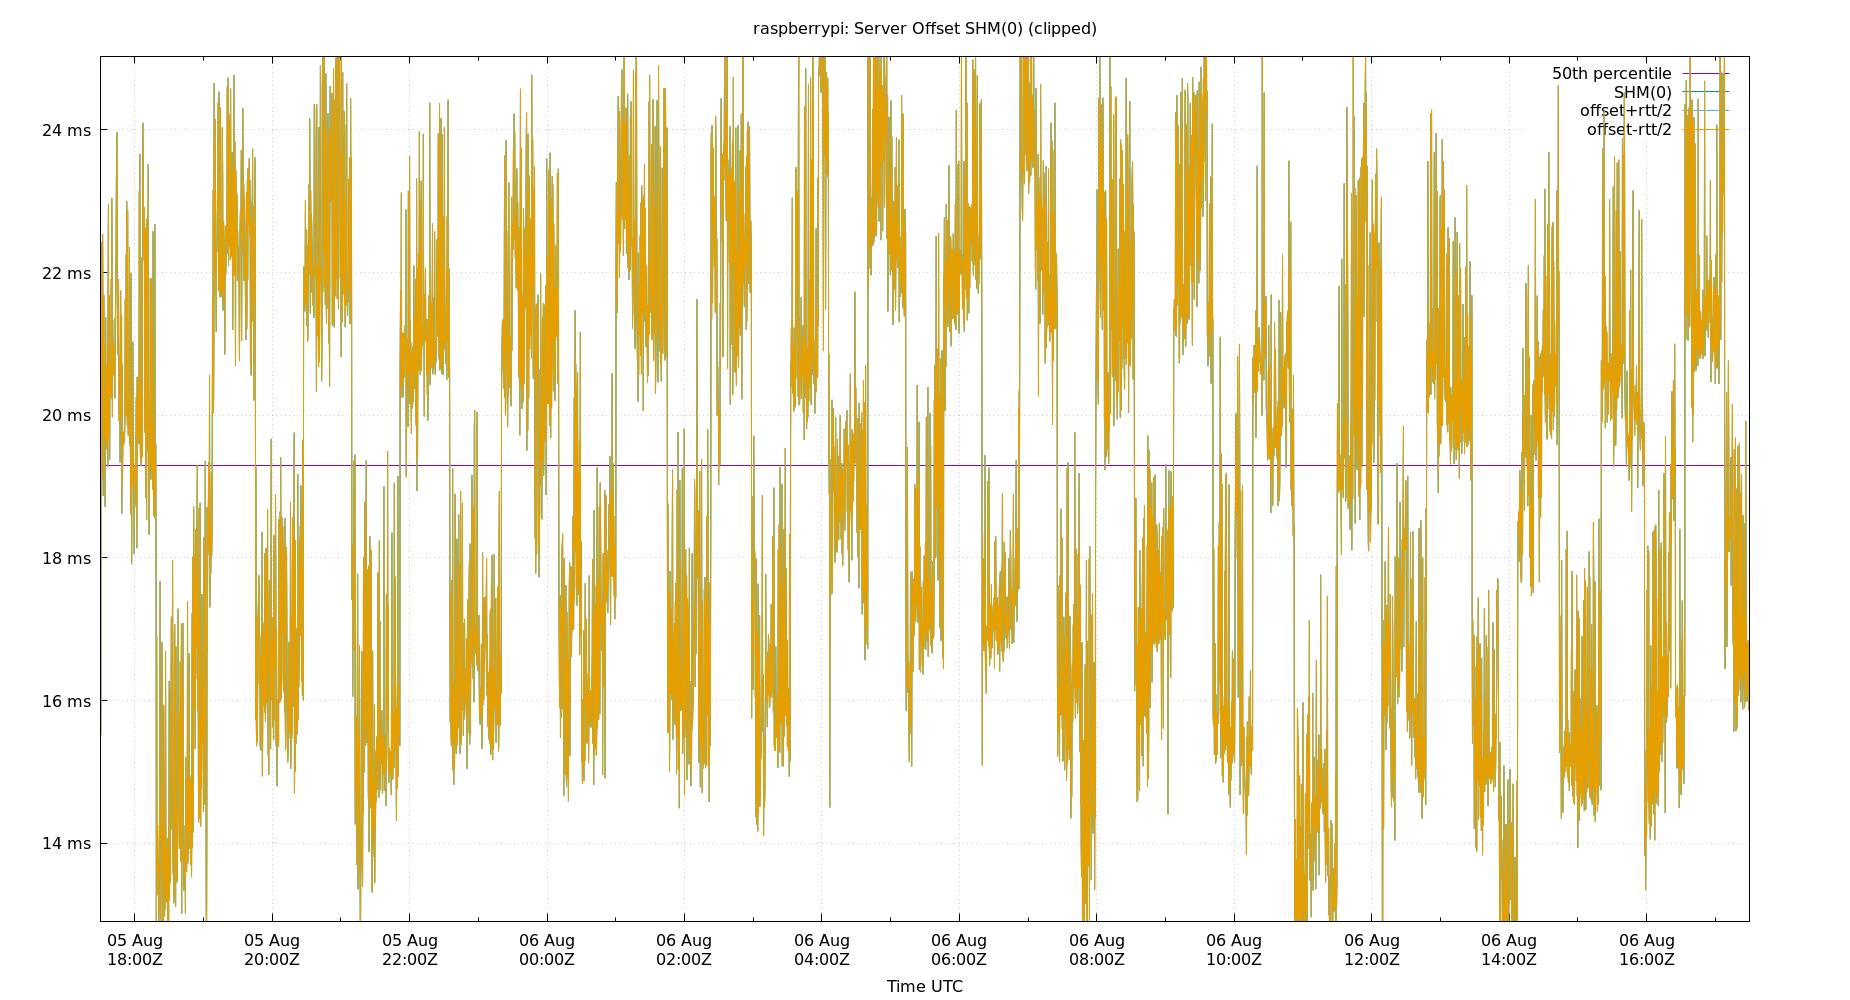 raspberrypi: Server Offset SHM(0) (clipped)
50th percentile
SHM(0)
offset+rtt/2
offset-rtt/2
24 ms
22 ms
20 ms
18 ms
16 ms
14 ms
05 Aug 05 Aug 05 Aug 06 Aug 06 Aug 06 Aug 06 Aug 06 Aug 06 Aug 06 Aug 06 Aug 06 Aug
18:00Z 20:00Z 22:00Z 00:00Z 02:00Z 04:00Z 06:00Z 08:00Z 10:00Z 12:00Z 14:00Z 16:00Z
Time UTC